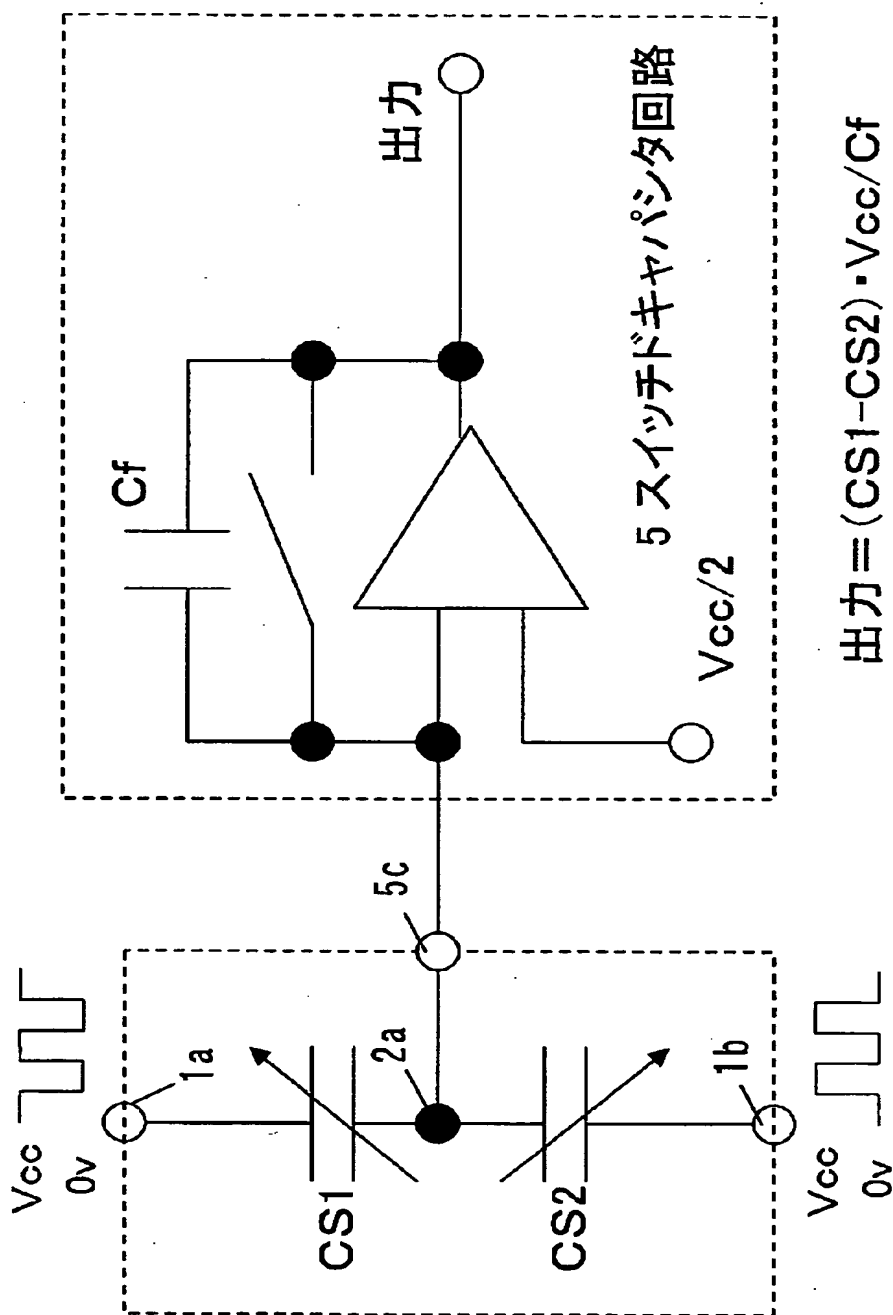 Vcc
0v
1a
CS1
2a
CS2
1b
Vcc
0v
5c
Cf
出力
Vcc/2
5 スイッチドキャパシタ回路
出力=(CS1-CS2)・Vcc/Cf